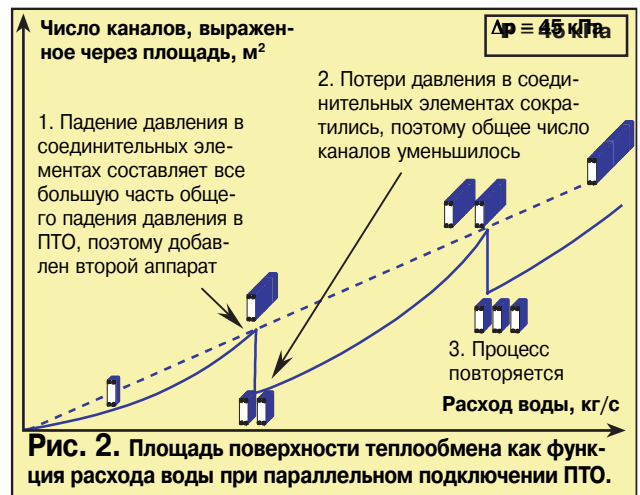 Число каналов, выражен-
ное через площадь, м²
Δp = 45 кПа
2. Потери давления в соеди-
нительных элементах сокра-
тились, поэтому общее число
каналов уменьшилось
1. Падение давления в
соединительных эле-
ментах составляет все
большую часть обще-
го падения давления в
ПТО, поэтому добав-
лен второй аппарат
3. Процесс
повторяется
Расход воды, кг/с
Рис. 2. Площадь поверхности теплообмена как функ-
ция расхода воды при параллельном подключении ПТО.